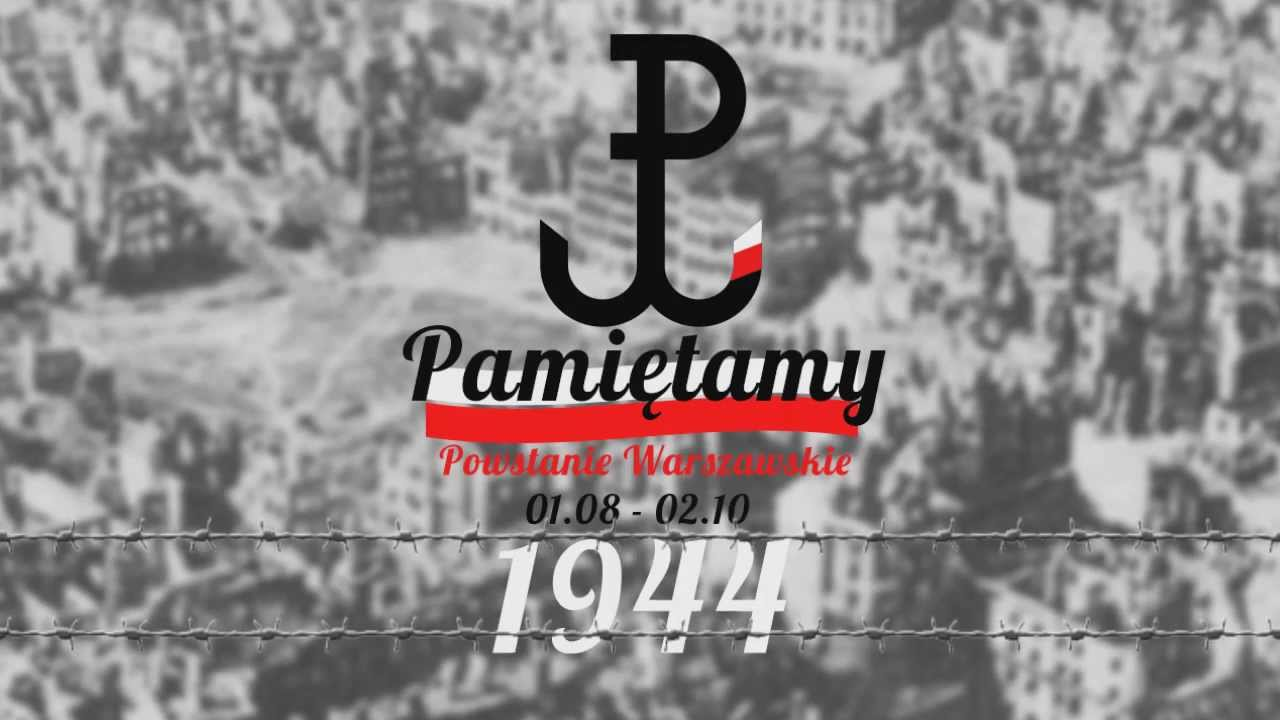 Pamiętamy
Powstanie Warszawskie
01.08 - 02.10
1944